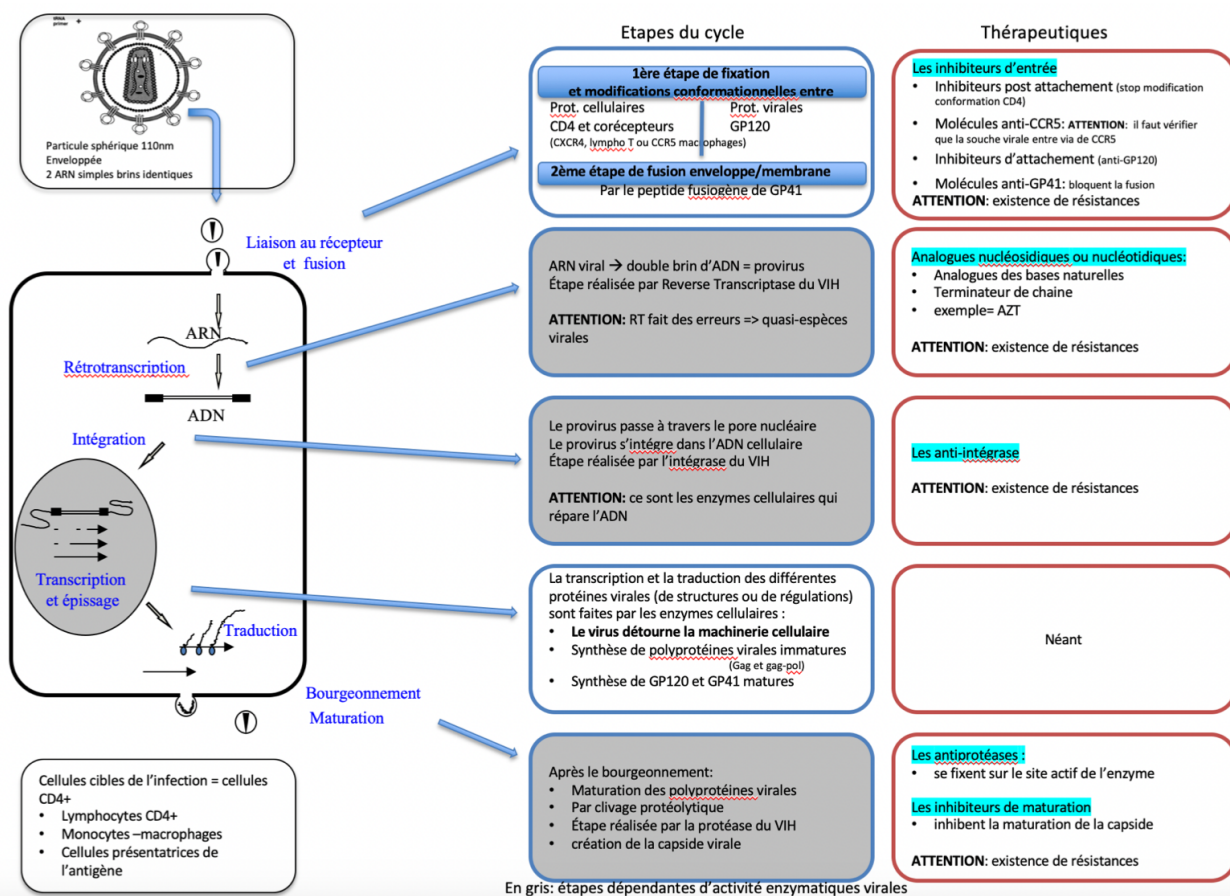 tRNA
primer
Particule sphérique 110nm
Enveloppée
2 ARN simples brins identiques
Liaison au récepteur
et fusion
ARN
Rétrotranscription
ADN
Intégration
Transcription
et épissage
Traduction
Bourgeonnement
Maturation
Cellules cibles de l'infection = cellules
CD4+
• Lymphocytes CD4+
• Monocytes –macrophages
• Cellules présentatrices de
l'antigène
Etapes du cycle
1ère étape de fixation
et modifications conformationnelles entre
Prot. cellulaires
CD4 et corécepteurs
(CXCR4, lympho T ou CCR5 macrophages)
Prot. virales
GP120
2ème étape de fusion enveloppe/membrane
Par le peptide fusiogène de GP41
ARN viral → double brin d'ADN = provirus
Étape réalisée par Reverse Transcriptase du VIH
ATTENTION: RT fait des erreurs => quasi-espèces
virales
Le provirus passe à travers le pore nucléaire
Le provirus s'intégre dans l'ADN cellulaire
Étape réalisée par l'intégrase du VIH
ATTENTION: ce sont les enzymes cellulaires qui
répare l'ADN
La transcription et la traduction des différentes
protéines virales (de structures ou de régulations)
sont faites par les enzymes cellulaires :
• Le virus détourne la machinerie cellulaire
• Synthèse de polyprotéines virales immatures
(Gag et gag-pol)
• Synthèse de GP120 et GP41 matures
Après le bourgeonnement:
• Maturation des polyprotéines virales
• Par clivage protéolytique
• Étape réalisée par la protéase du VIH
• création de la capside virale
En gris: étapes dépendantes d'activité enzymatiques virales
Thérapeutiques
Les inhibiteurs d'entrée
• Inhibiteurs post attachement (stop modification
conformation CD4)
• Molécules anti-CCR5: ATTENTION: il faut vérifier
que la souche virale entre via de CCR5
• Inhibiteurs d'attachement (anti-GP120)
• Molécules anti-GP41: bloquent la fusion
ATTENTION: existence de résistances
Analogues nucléosidiques ou nucléotidiques:
• Analogues des bases naturelles
• Terminateur de chaine
• exemple= AZT
ATTENTION: existence de résistances
Les anti-intégrase
ATTENTION: existence de résistances
Néant
Les antiprotéases :
• se fixent sur le site actif de l'enzyme
Les inhibiteurs de maturation
• inhibent la maturation de la capside
ATTENTION: existence de résistances